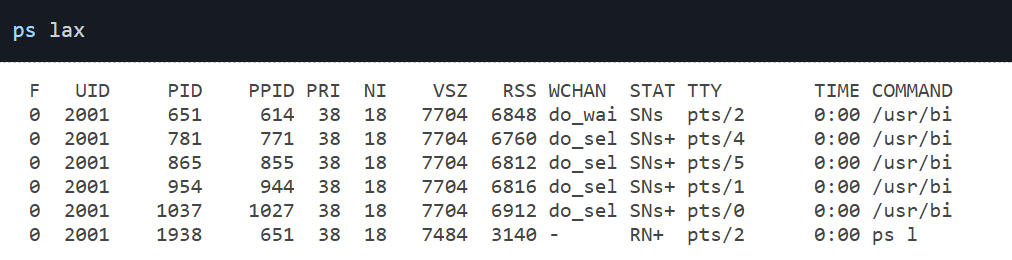 ps lax
F UID PID PPID PRI NI VSZ RSS WCHAN STAT TTY TIME COMMAND
0 2001 651 614 38 18 7704 6848 do_wai SNs pts/2 0:00 /usr/bi
0 2001 781 771 38 18 7704 6760 do_sel SNs+ pts/4 0:00 /usr/bi
0 2001 865 855 38 18 7704 6812 do_sel SNs+ pts/5 0:00 /usr/bi
0 2001 954 944 38 18 7704 6816 do_sel SNs+ pts/1 0:00 /usr/bi
0 2001 1037 1027 38 18 7704 6912 do_sel SNs+ pts/0 0:00 /usr/bi
0 2001 1938 651 38 18 7484 3140 - RN+ pts/2 0:00 ps l